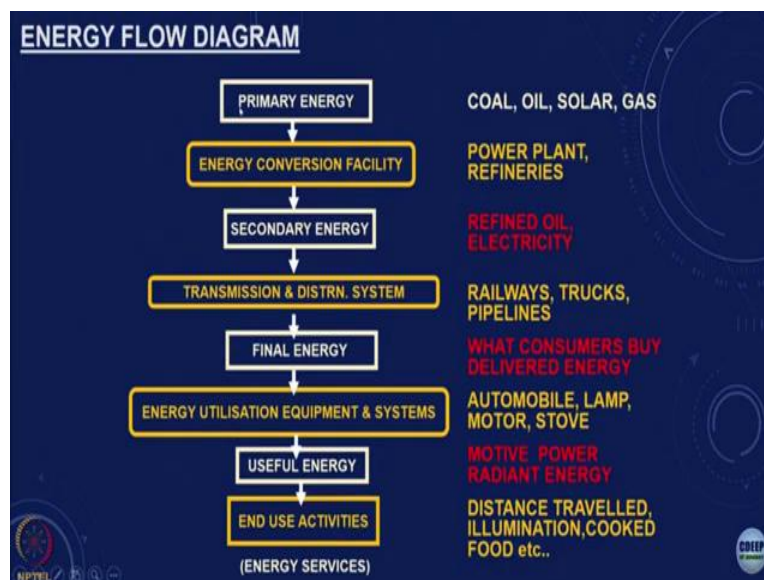 ENERGY FLOW DIAGRAM
PRIMARY ENERGY
COAL, OIL, SOLAR, GAS
ENERGY CONVERSION FACILITY
POWER PLANT,
REFINERIES
SECONDARY ENERGY
REFINED OIL,
ELECTRICITY
TRANSMISSION & DISTRN. SYSTEM
RAILWAYS, TRUCKS,
PIPELINES
FINAL ENERGY
WHAT CONSUMERS BUY
DELIVERED ENERGY
ENERGY UTILISATION EQUIPMENT & SYSTEMS
AUTOMOBILE, LAMP,
MOTOR, STOVE
USEFUL ENERGY
MOTIVE POWER
RADIANT ENERGY
END USE ACTIVITIES
DISTANCE TRAVELLED,
ILLUMINATION,COOKED
FOOD etc..
(ENERGY SERVICES)
NPTEL
CDEEP